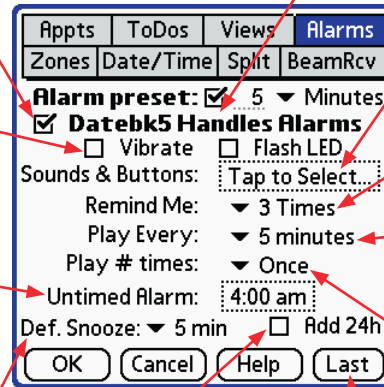 Appts ToDos Views Alarms
Zones Date/Time Split BeamRcv
Alarm preset: 5 Minutes
Datebk5 Handles Alarms
Vibrate Flash LED
Sounds & Buttons: Tap to Select...
Remind Me: 3 Times
Play Every: 5 minutes
Play # times: Once
Untimed Alarm: 4:00 am
Def. Snooze: 5 min Add 24h
OK Cancel Help Last